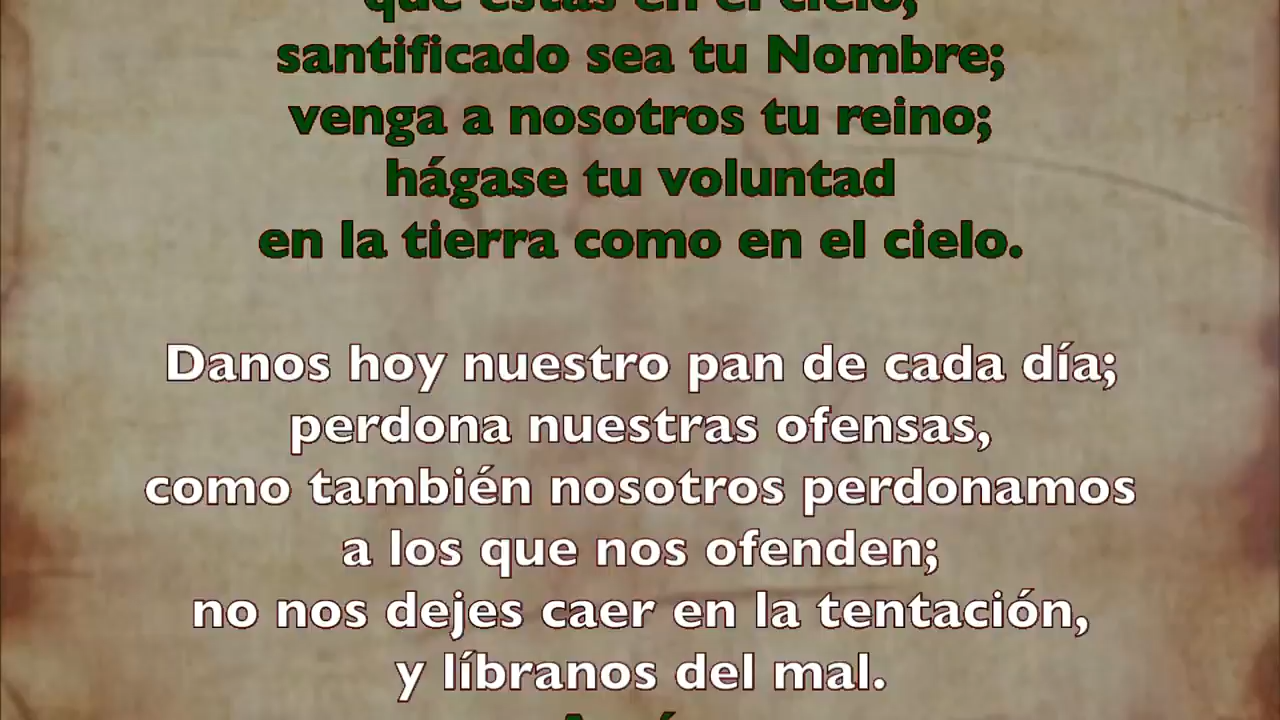 que estás en el cielo,
santificado sea tu Nombre;
venga a nosotros tu reino;
hágase tu voluntad
en la tierra como en el cielo.
Danos hoy nuestro pan de cada día;
perdona nuestras ofensas,
como también nosotros perdonamos
a los que nos ofenden;
no nos dejes caer en la tentación,
y líbranos del mal.